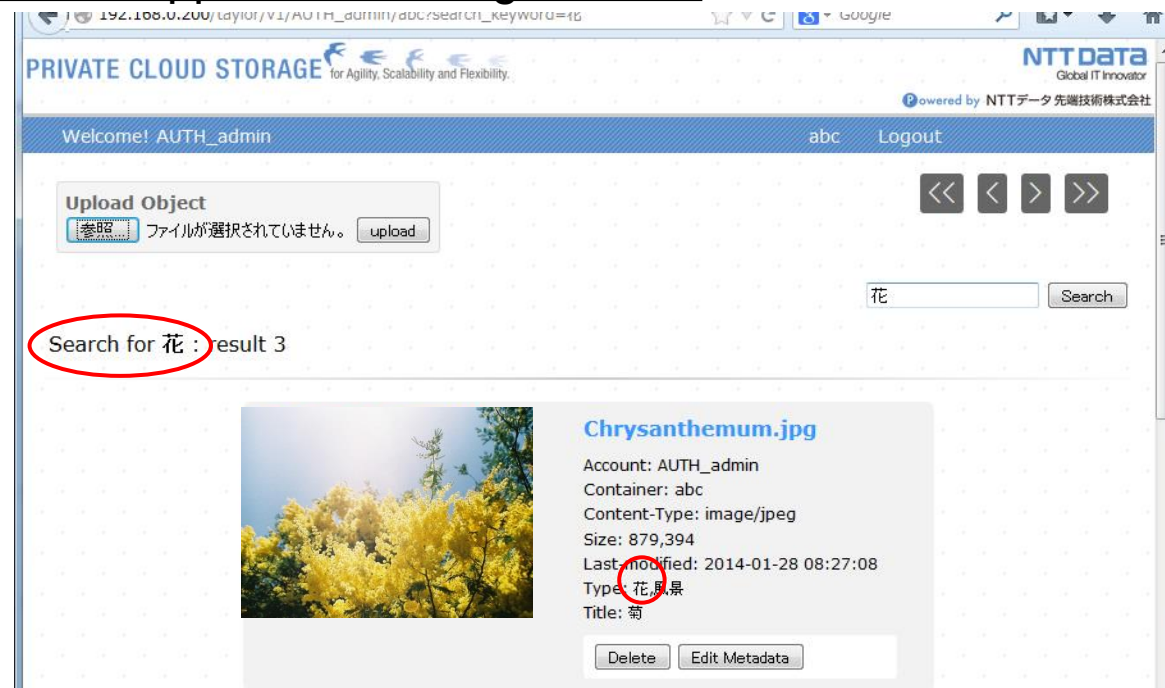 192.168.0.200/taylor/v1/AUTH_admin/abc?search_keyword=花
Google
PRIVATE CLOUD STORAGE for Agility, Scalability and Flexibility.
NTT DATA
Global IT Innovator
Powered by NTTデータ先端技術株式会社
Welcome! AUTH_admin
abc
Logout
<< < > >>
Upload Object
参照... ファイルが選択されていません。 upload
花 Search
Search for 花 : result 3
Chrysanthemum.jpg
Account: AUTH_admin
Container: abc
Content-Type: image/jpeg
Size: 879,394
Last-modified: 2014-01-28 08:27:08
Type: 花,風景
Title: 菊
Delete Edit Metadata